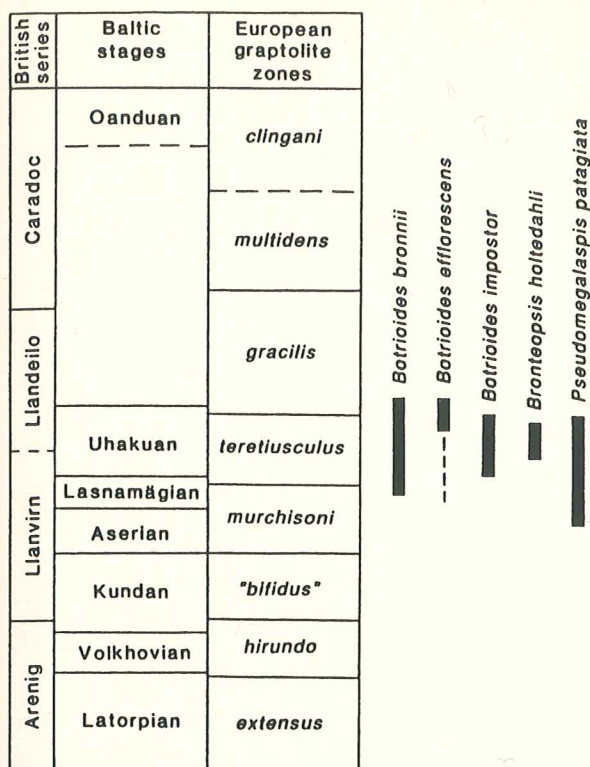 British
series
Baltic
stages
European
graptolite
zones
Caradoc
Llandeilo
Llanvirn
Arenig
Oanduan
Uhakuan
Lasnamägian
Aserian
Kundan
Volkhovian
Latorpian
clingani
multidens
gracilis
teretiusculus
murchisoni
"bifidus"
hirundo
extensus
Botrioides bronnii
Botrioides efflorescens
Botrioides impostor
Bronteopsis holtedahli
Pseudomegalaspis patagiata